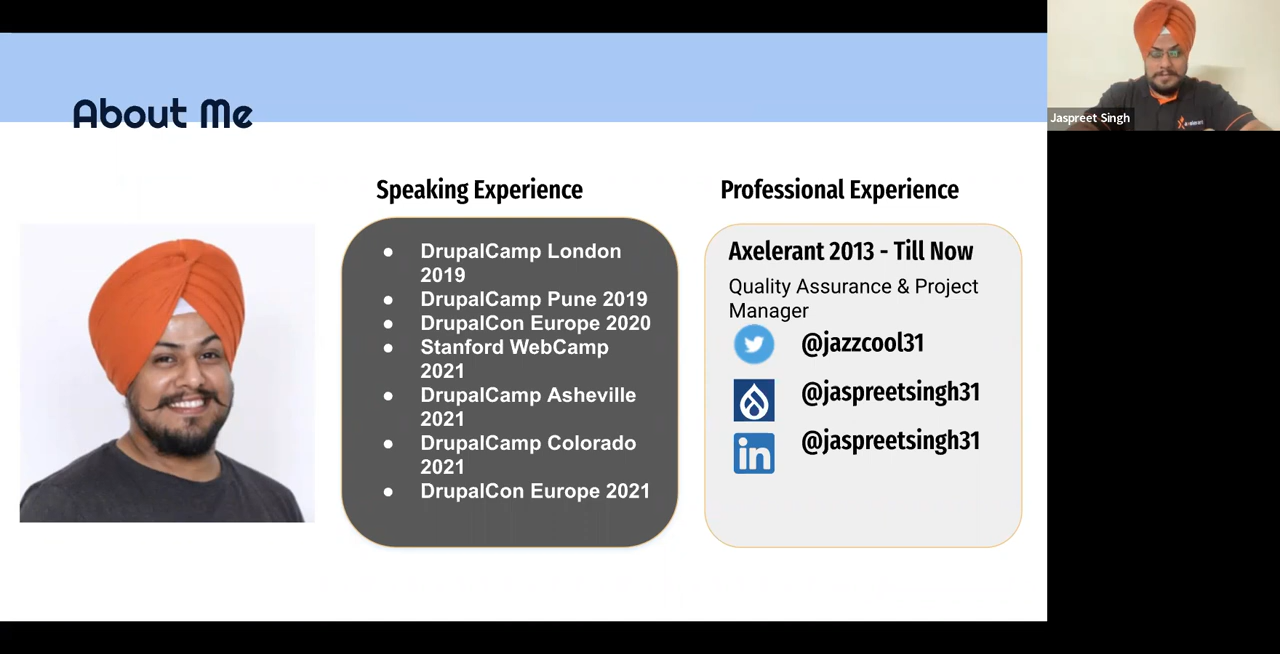 About Me
Jaspreet Singh
Speaking Experience
DrupalCamp London
2019
DrupalCamp Pune 2019
DrupalCon Europe 2020
Stanford WebCamp
2021
DrupalCamp Asheville
2021
DrupalCamp Colorado
2021
DrupalCon Europe 2021
Professional Experience
Axelerant 2013 - Till Now
Quality Assurance & Project
Manager
@jazzcool31
@jaspreetsingh31
in
@jaspreetsingh31